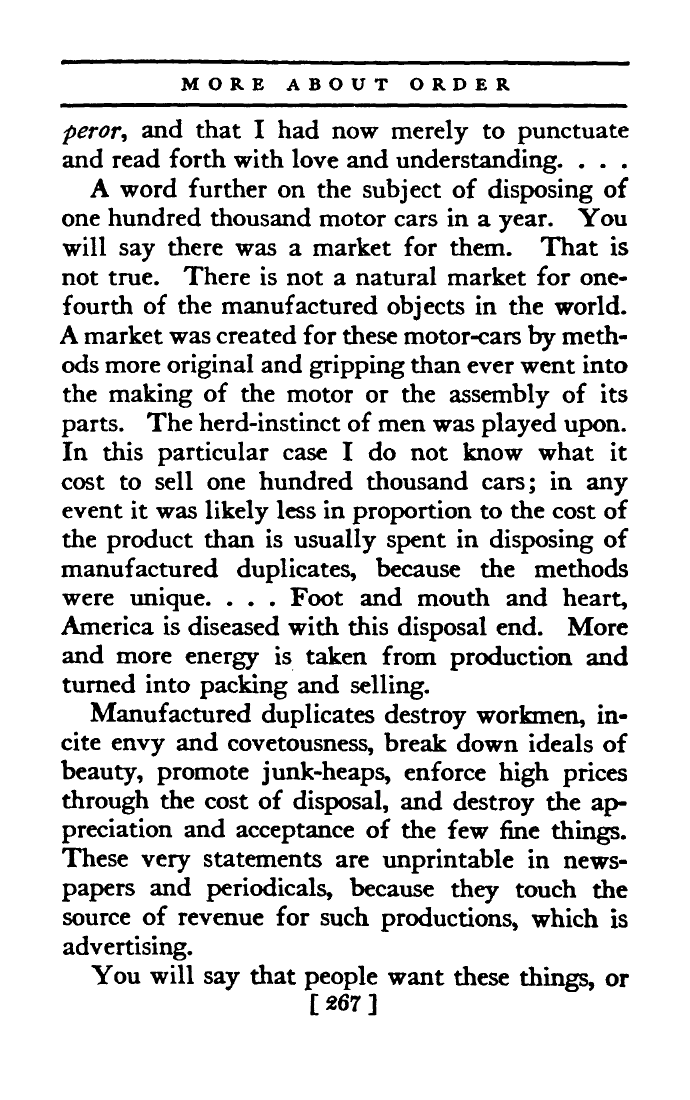 MORE ABOUT ORDER
peror, and that I had now merely to punctuate
and read forth with love and understanding. . . .
A word further on the subject of disposing of
one hundred thousand motor cars in a year. You
will say there was a market for them. That is
not true. There is not a natural market for one-
fourth of the manufactured objects in the world.
A market was created for these motor-cars by meth-
ods more original and gripping than ever went into
the making of the motor or the assembly of its
parts. The herd-instinct of men was played upon.
In this particular case I do not know what it
cost to sell one hundred thousand cars; in any
event it was likely less in proportion to the cost of
the product than is usually spent in disposing of
manufactured duplicates, because the methods
were unique. . . . Foot and mouth and heart,
America is diseased with this disposal end. More
and more energy is taken from production and
turned into packing and selling.
Manufactured duplicates destroy workmen, in-
cite envy and covetousness, break down ideals of
beauty, promote junk-heaps, enforce high prices
through the cost of disposal, and destroy the ap-
preciation and acceptance of the few fine things.
These very statements are unprintable in news-
papers and periodicals, because they touch the
source of revenue for such productions, which is
advertising.
You will say that people want these things, or
[ 267 ]